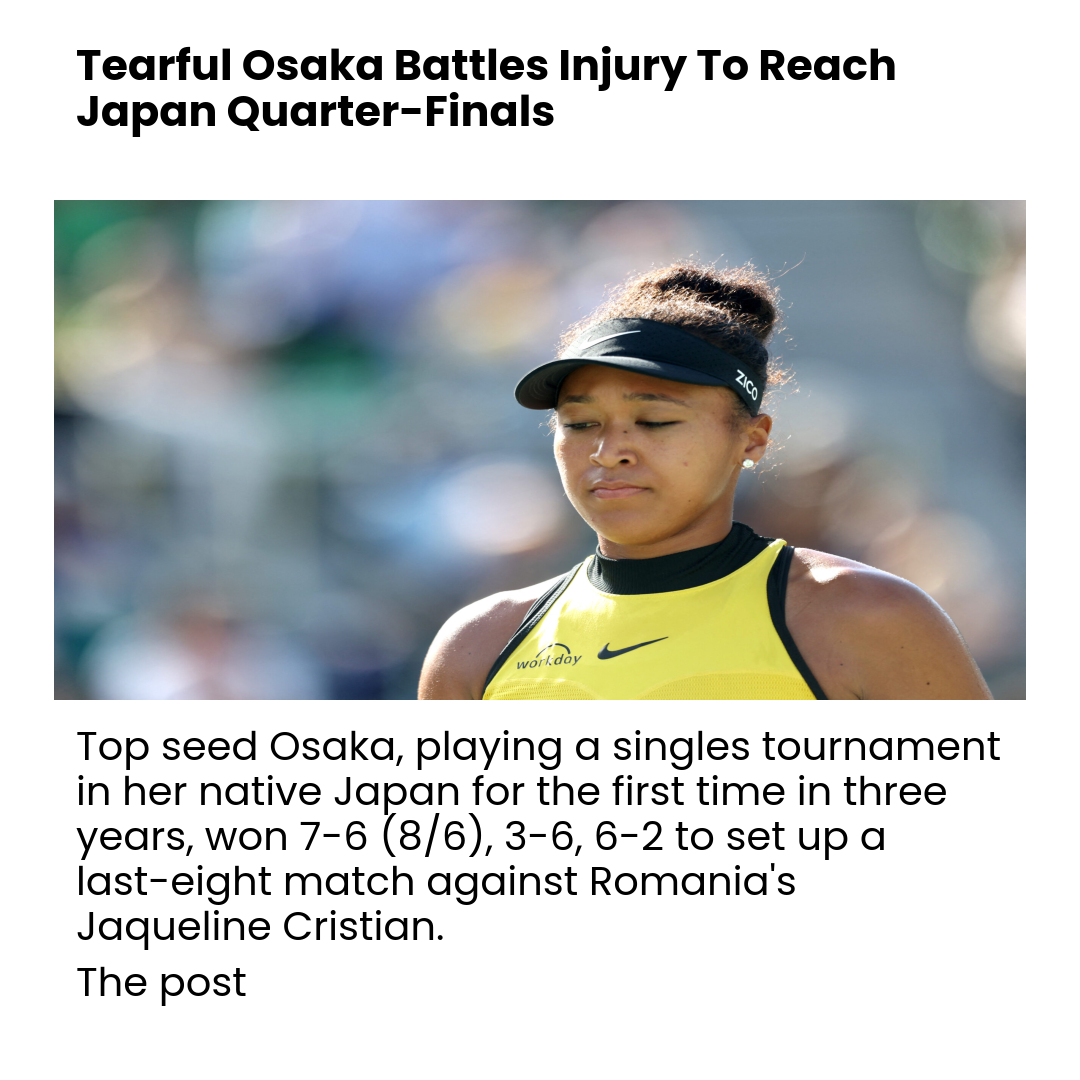 Tearful Osaka Battles Injury To Reach
Japan Quarter-Finals
ZICO
workday
Top seed Osaka, playing a singles tournament
in her native Japan for the first time in three
years, won 7-6 (8/6), 3-6, 6-2 to set up a
last-eight match against Romania's
Jaqueline Cristian.
The post